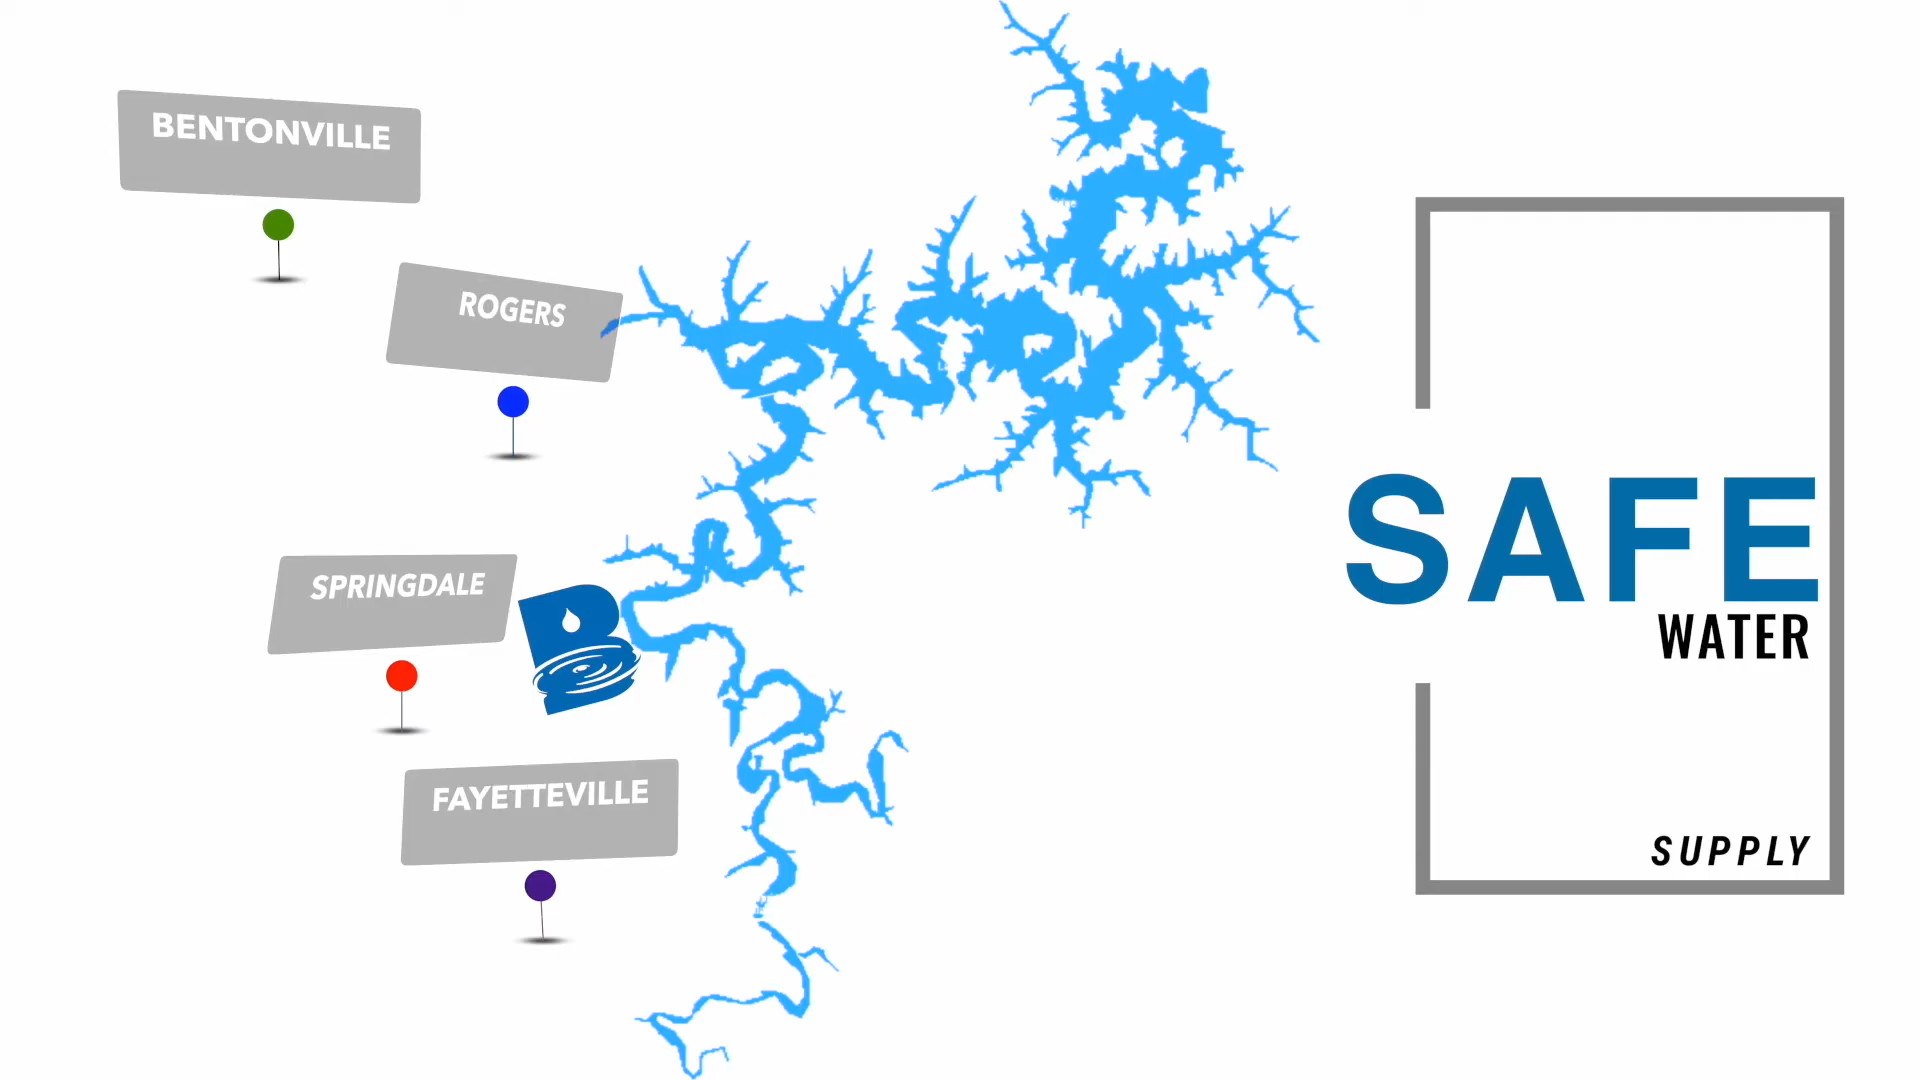 BENTONVILLE
ROGERS
SPRINGDALE
B
FAYETTEVILLE
SAFE
WATER
SUPPLY